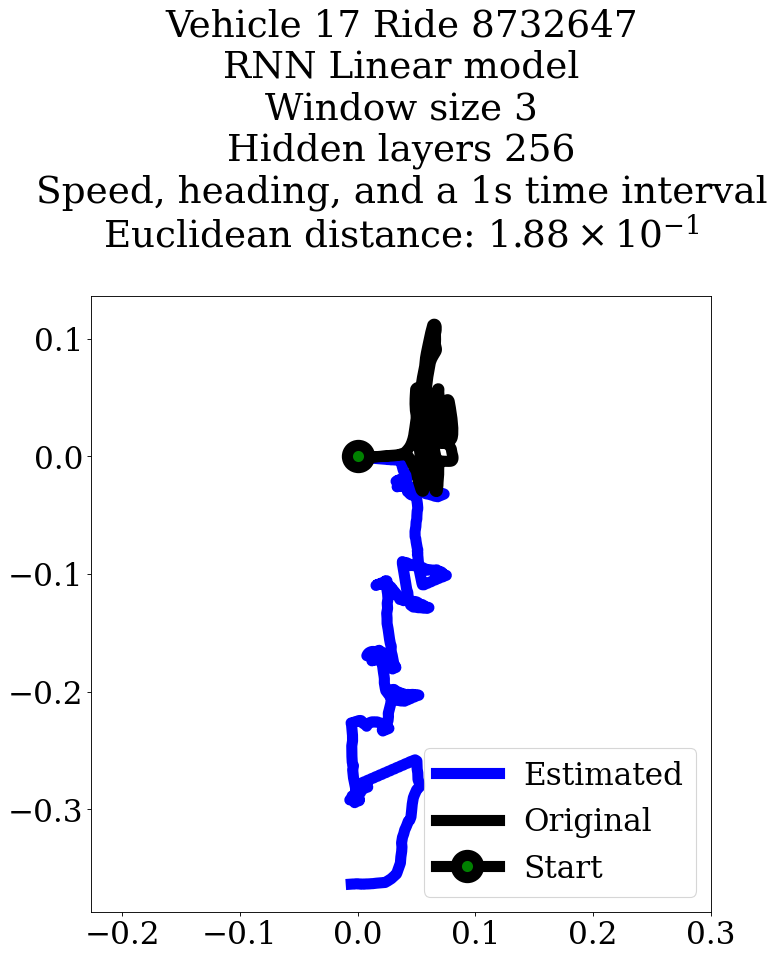 Vehicle 17 Ride 8732647
RNN Linear model
Window size 3
Hidden layers 256
Speed, heading, and a 1s time interval
Euclidean distance: 1.88 × 10⁻¹
0.1
0.0
−0.1
−0.2
−0.3
Estimated
Original
Start
−0.2 −0.1 0.0 0.1 0.2 0.3